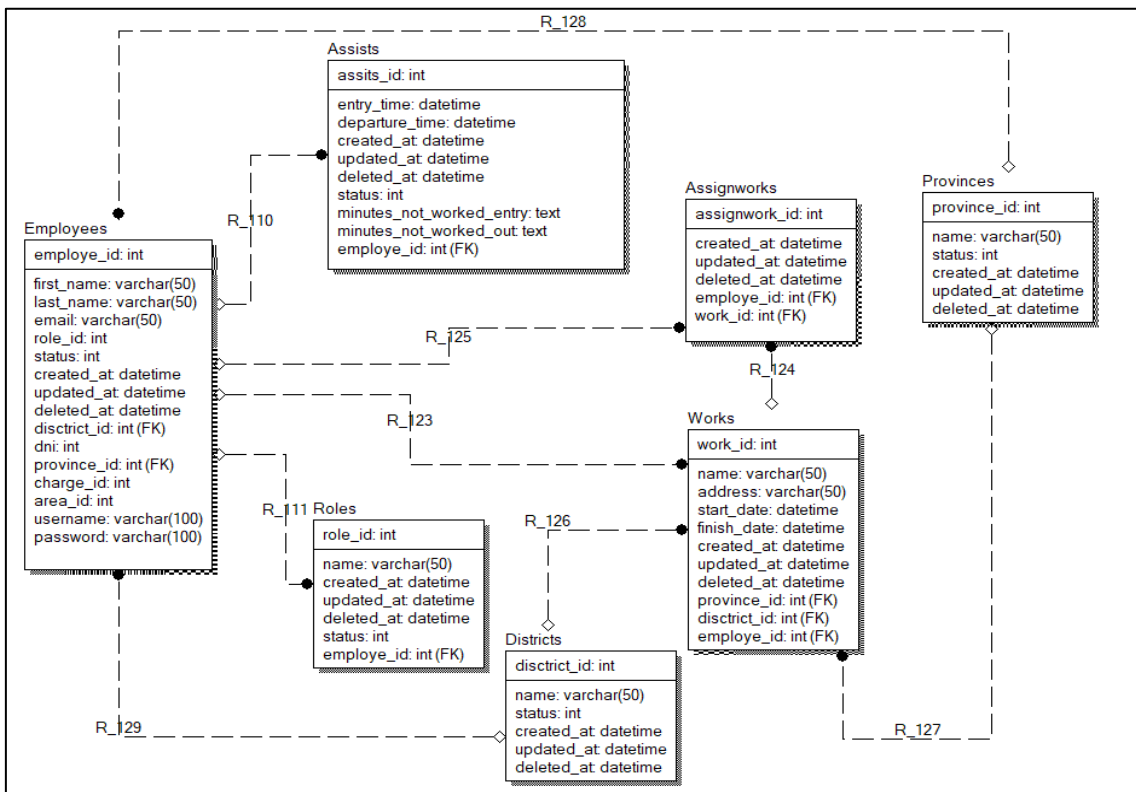 R_128
Assists
assits_id: int
entry_time: datetime
departure_time: datetime
created_at: datetime
updated_at: datetime
deleted_at: datetime
status: int
minutes_not_worked_entry: text
minutes_not_worked_out: text
employe_id: int (FK)
R_110
Employees
employe_id: int
first_name: varchar(50)
last_name: varchar(50)
email: varchar(50)
role_id: int
status: int
created_at: datetime
updated_at: datetime
deleted_at: datetime
disctrict_id: int (FK)
dni: int
province_id: int (FK)
charge_id: int
area_id: int
username: varchar(100)
password: varchar(100)
Assignworks
assignwork_id: int
created_at: datetime
updated_at: datetime
deleted_at: datetime
employe_id: int (FK)
work_id: int (FK)
Provinces
province_id: int
name: varchar(50)
status: int
created_at: datetime
updated_at: datetime
deleted_at: datetime
R_125
R_124
R_123
Works
work_id: int
name: varchar(50)
address: varchar(50)
start_date: datetime
finish_date: datetime
created_at: datetime
updated_at: datetime
deleted_at: datetime
province_id: int (FK)
disctrict_id: int (FK)
employe_id: int (FK)
R_111
Roles
role_id: int
name: varchar(50)
created_at: datetime
updated_at: datetime
deleted_at: datetime
status: int
employe_id: int (FK)
R_126
Districts
disctrict_id: int
name: varchar(50)
status: int
created_at: datetime
updated_at: datetime
deleted_at: datetime
R_129
R_127